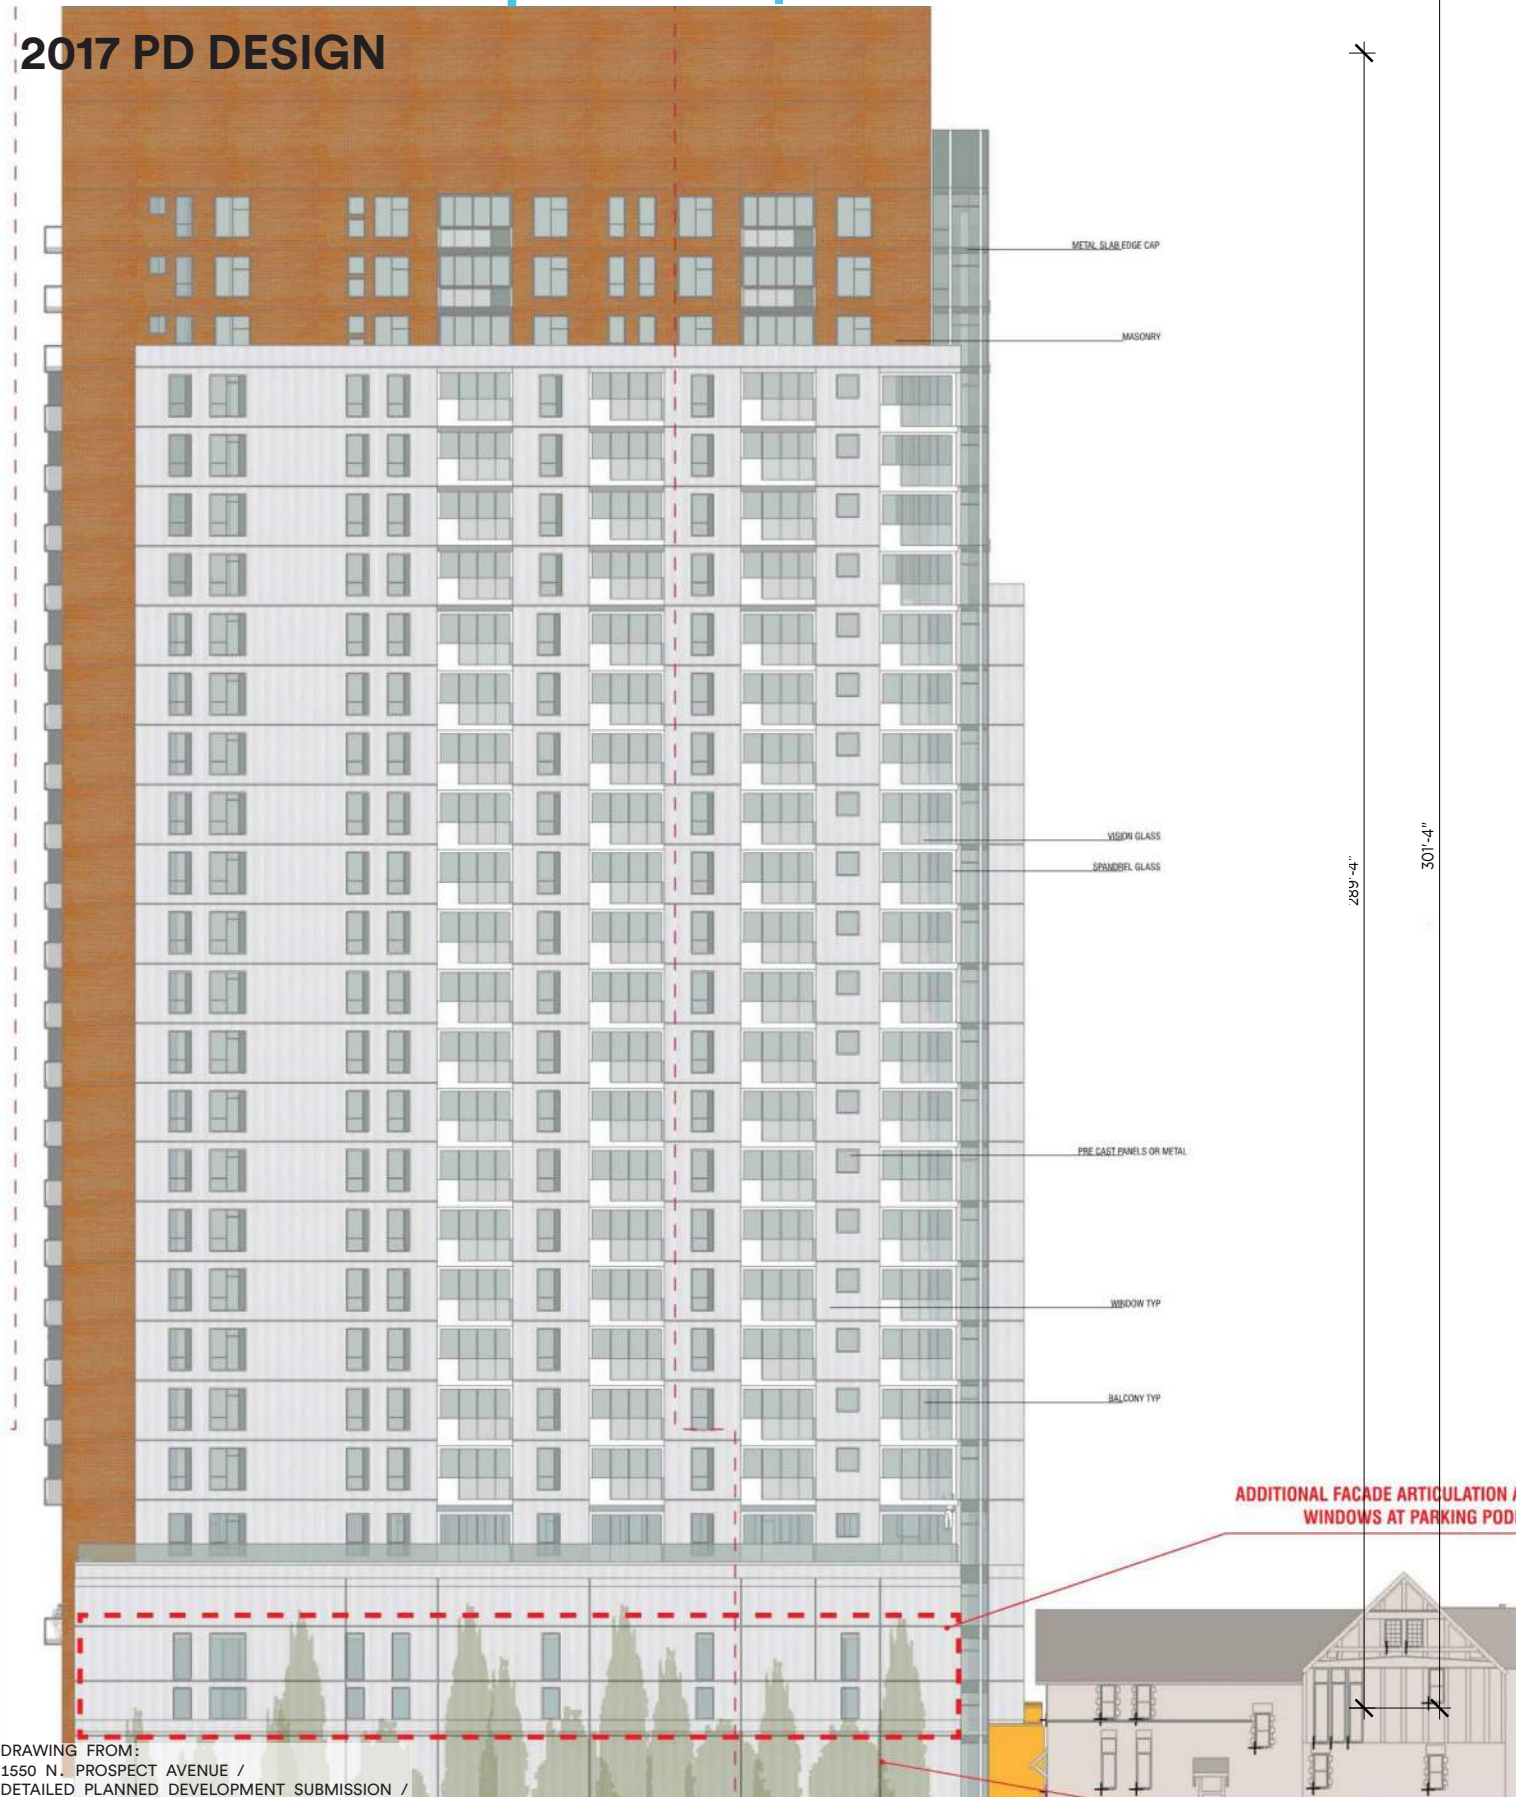 2017 PD DESIGN
METAL SLAB EDGE CAP
MASONRY
VISION GLASS
SPANDREL GLASS
289'-4"
301'-4"
PRE CAST PANELS OR METAL
WINDOW TYP
BALCONY TYP
ADDITIONAL FACADE ARTICULATION
WINDOWS AT PARKING
DRAWING FROM:
1550 N. PROSPECT AVENUE /
DETAILED PLANNED DEVELOPMENT SUBMISSION /